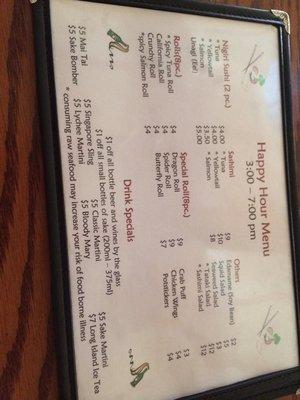 Happy Hour Menu
3:00 - 7:00 pm
Nigiri Sushi (2 pc.)
* Tuna $4.00
* Yellowtail $4.00
* Salmon $3.50
Unagi (Eel) $5.00
Sashimi
* Tuna $9
* Yellowtail $10
* Salmon $8
Others
Edamame (Soy Bean) $2
Squid Salad $5
Seaweed Salad $3
* Tataki Salad $12
* Sashimi Salad $12
Rolls(8pc.)
* Spicy Tuna Roll $4
California Roll $4
Crunchy Roll $4
*Spicy Salmon Roll $4
Special Roll(8pc.)
Dragon Roll $9
Spider Roll $9
Butterfly Roll $7
Crab Puff $3
Chicken Wings $4
Potstickers $4
Drink Specials
$1 off all bottle beer and wines by the glass
$1 off all small bottles of sake (200ml - 375ml)
$5 Mai Tai $5 Singapore Sling $5 Classic Martini $5 Sake Martini
$5 Sake Bomber $5 Lychee Martini $5 Bloody Mary $7 Long Island Ice Tea
* consuming raw seafood may increase your risk of food borne illness